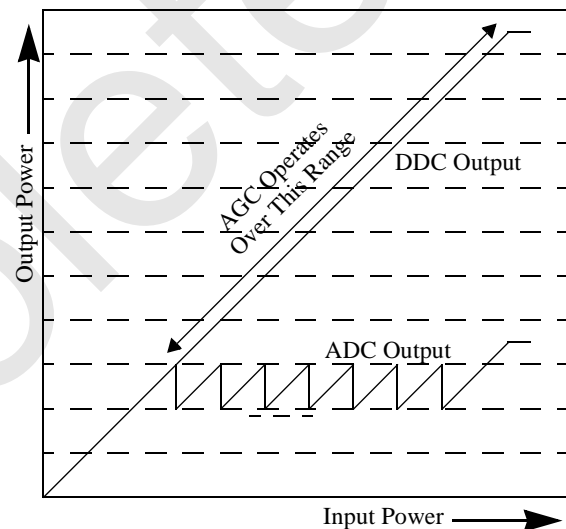 AGC Operates
Over This Range
DDC Output
Output Power
ADC Output
Input Power